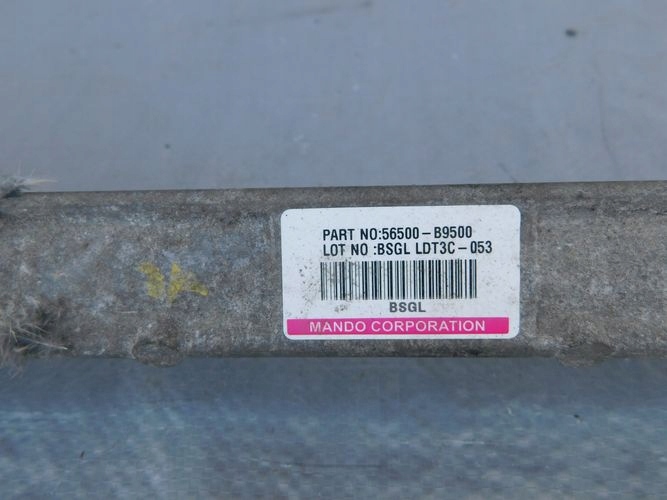 PART NO:56500-B9500
LOT NO :BSGL LDT3C-053
BSGL
MANDO CORPORATION